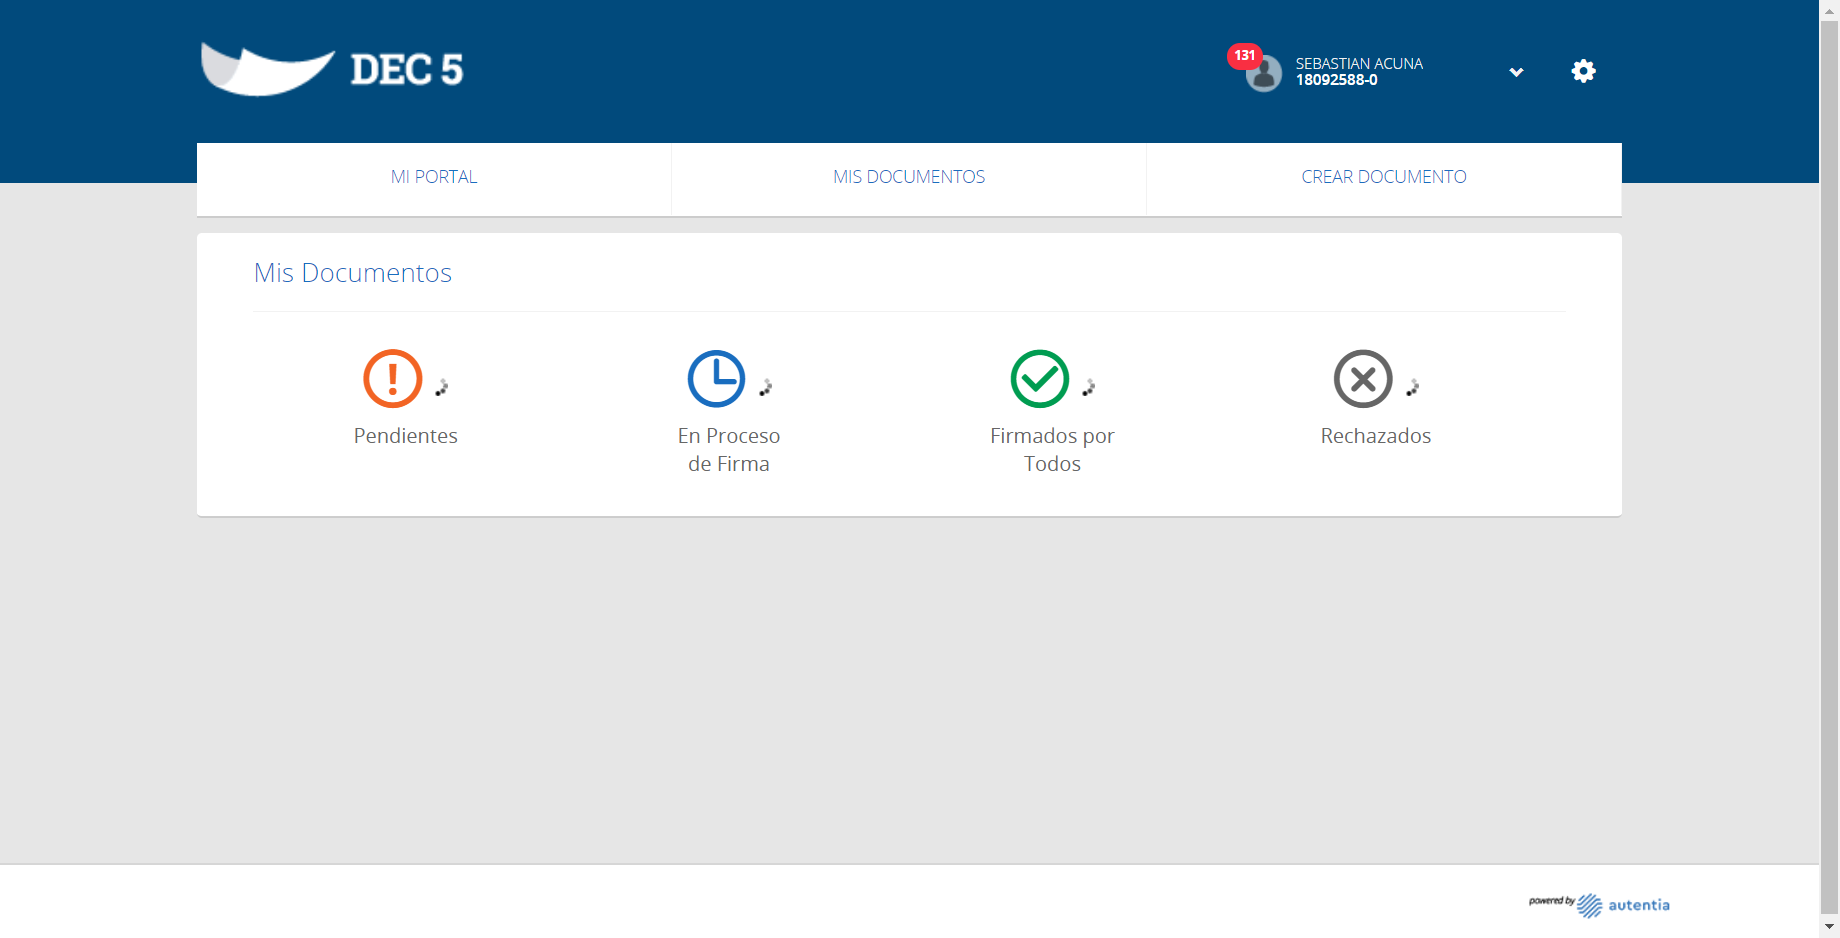 DEC 5
131
SEBASTIAN ACUNA
18092588-0
MI PORTAL
MIS DOCUMENTOS
CREAR DOCUMENTO
Mis Documentos
Pendientes
En Proceso
de Firma
Firmados por
Todos
Rechazados
powered by autentia